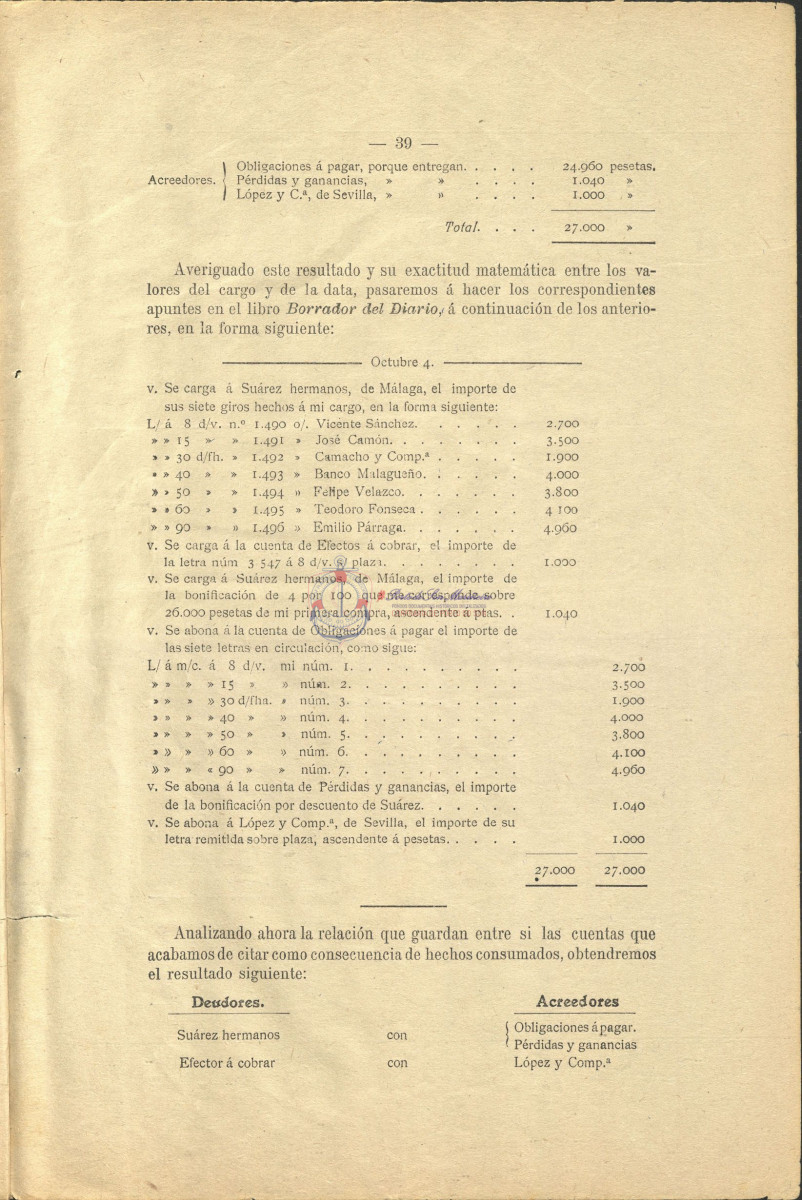 — 39 —
Acreedores. { Obligaciones á pagar, porque entregan. . . . . 24.960 pesetas.
Pérdidas y ganancias, » » . . . . 1.040 »
López y C.ª, de Sevilla, » » . . . . 1.000 »
Total. . . . 27.000 »
Averiguado este resultado y su exactitud matemática entre los va-
lores del cargo y de la data, pasaremos á hacer los correspondientes
apuntes en el libro Borrador del Diario, á continuación de los anterio-
res, en la forma siguiente:
Octubre 4.
v. Se carga á Suárez hermanos, de Málaga, el importe de
sus siete giros hechos á mi cargo, en la forma siguiente:
L/ á 8 d/v. n.º 1.490 o/. Vicente Sánchez. . . . . . . 2.700
» » 15 » » 1.491 » José Camón. . . . . . . . 3.500
» » 30 d/fh. » 1.492 » Camacho y Comp.ª . . . . . 1.900
» » 40 » » 1.493 » Banco Malagueño. . . . . . 4.000
» » 50 » » 1.494 » Felipe Velazco. . . . . . . 3.800
» » 60 » » 1.495 » Teodoro Fonseca . . . . . . 4 100
» » 90 » » 1.496 » Emilio Párraga. . . . . . . 4.960
v. Se carga á la cuenta de Efectos á cobrar, el importe de
la letra núm 3 547 á 8 d/v. s/ plaza. . . . . . . . 1.000
v. Se carga á Suárez hermanos, de Málaga, el importe de
la bonificación de 4 por 100 que me corresponde sobre
26.000 pesetas de mi primera compra, ascendente á ptas. . 1.040
v. Se abona á la cuenta de Obligaciones á pagar el importe de
las siete letras en circulación, como sigue:
L/ á m/c. á 8 d/v. mi núm. 1. . . . . . . . . . 2.700
» » » » 15 » » núm. 2. . . . . . . . . . 3.500
» » » » 30 d/fha. » núm. 3. . . . . . . . . . 1.900
» » » » 40 » » núm. 4. . . . . . . . . . 4.000
» » » » 50 » » núm. 5. . . . . . . . . . 3.800
» » » » 60 » » núm. 6. . . . . . . . . . 4.100
» » » « 90 » » núm. 7. . . . . . . . . . 4.960
v. Se abona á la cuenta de Pérdidas y ganancias, el importe
de la bonificación por descuento de Suárez. . . . . . 1.040
v. Se abona á López y Comp.ª, de Sevilla, el importe de su
letra remitida sobre plaza, ascendente á pesetas. . . . . 1.000
27.000 27.000
Analizando ahora la relación que guardan entre si las cuentas que
acabamos de citar como consecuencia de hechos consumados, obtendremos
el resultado siguiente:
Deudores. Acreedores
Suárez hermanos con { Obligaciones á pagar.
Pérdidas y ganancias
Efector á cobrar con López y Comp.ª